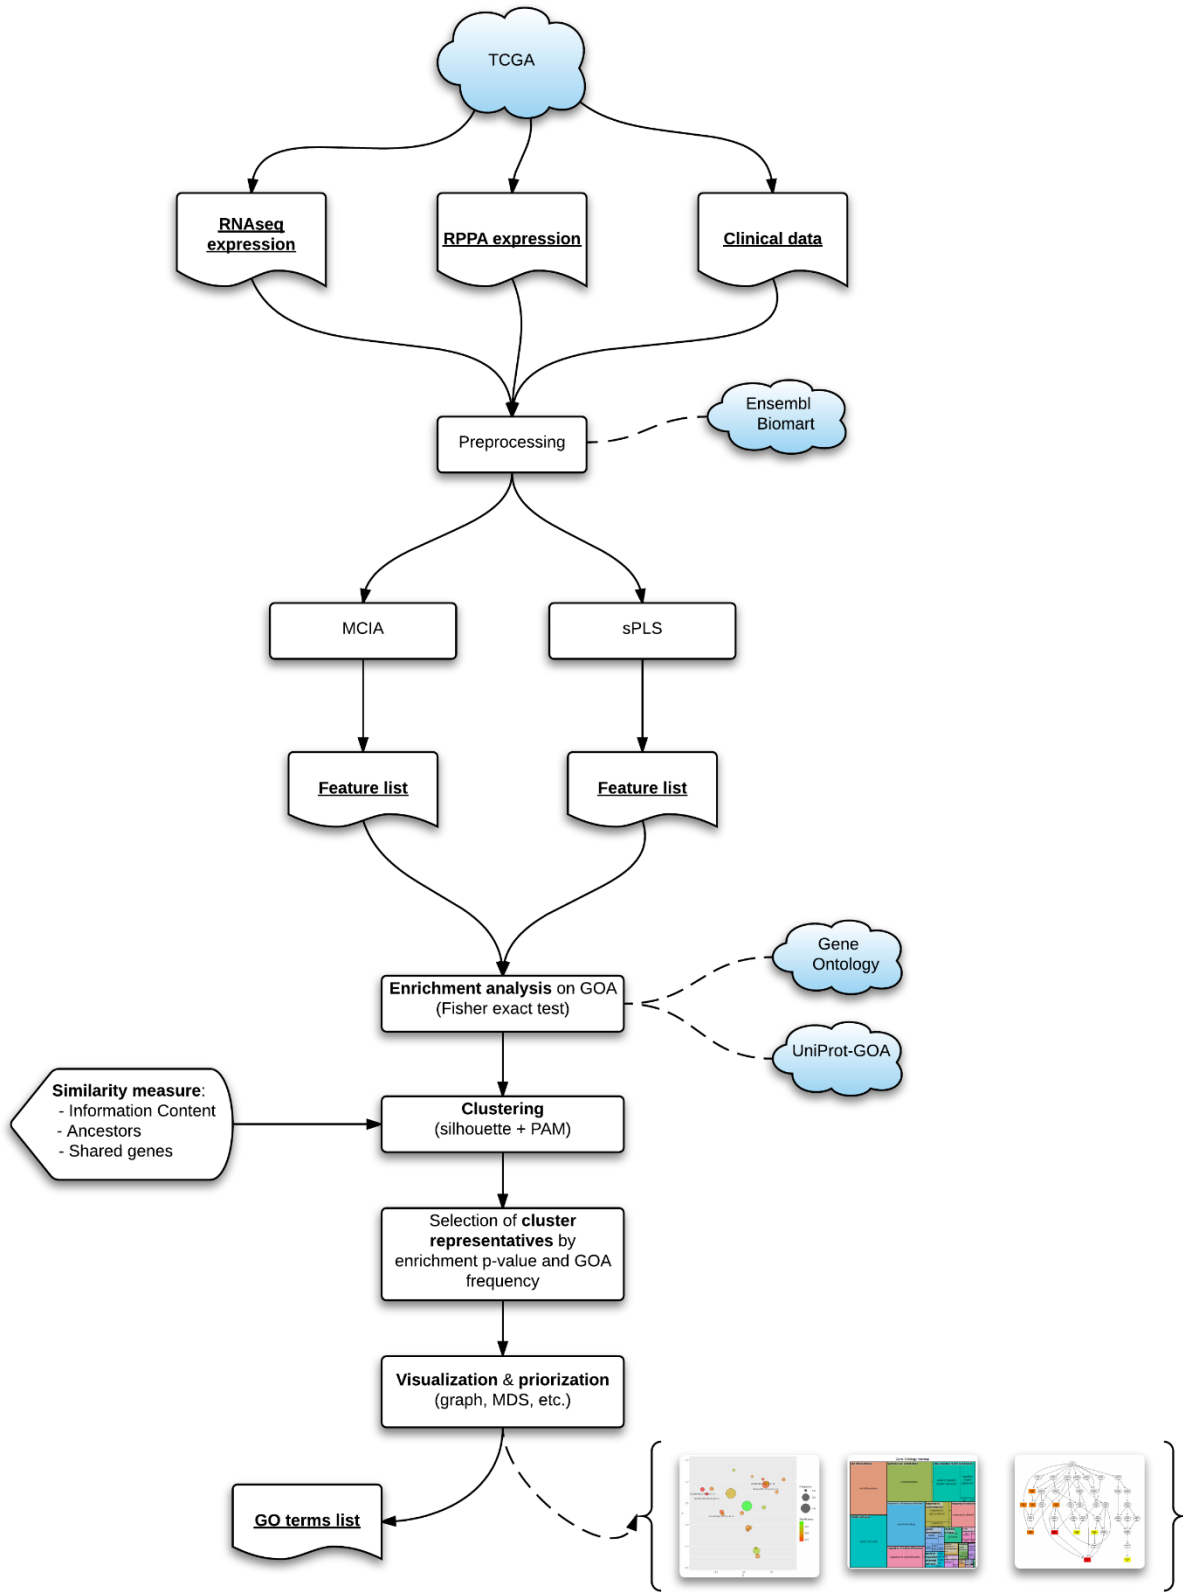 TCGA
RNAseq
expression
RPPA expression
Clinical data
Ensembl
Biomart
Preprocessing
MCIA
sPLS
Feature list
Feature list
Gene
Ontology
Enrichment analysis on GOA
(Fisher exact test)
UniProt-GOA
Similarity measure:
- Information Content
- Ancestors
- Shared genes
Clustering
(silhouette + PAM)
Selection of cluster
representatives by
enrichment p-value and GOA
frequency
Visualization & priorization
(graph, MDS, etc.)
GO terms list